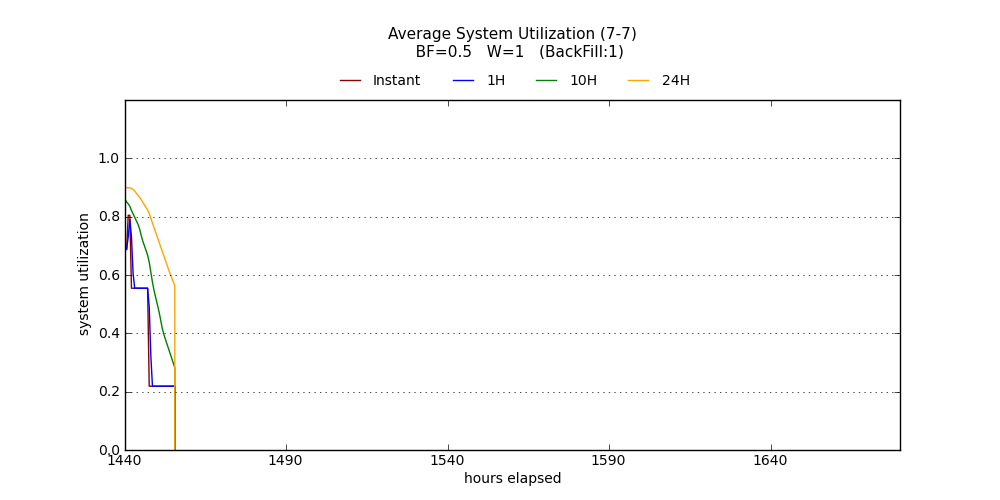 Average System Utilization (7-7)
BF=0.5 W=1 (BackFill:1)
Instant 1H 10H 24H
1.0
0.8
0.6
0.4
0.2
0.0
system utilization
1440 1490 1540 1590 1640
hours elapsed